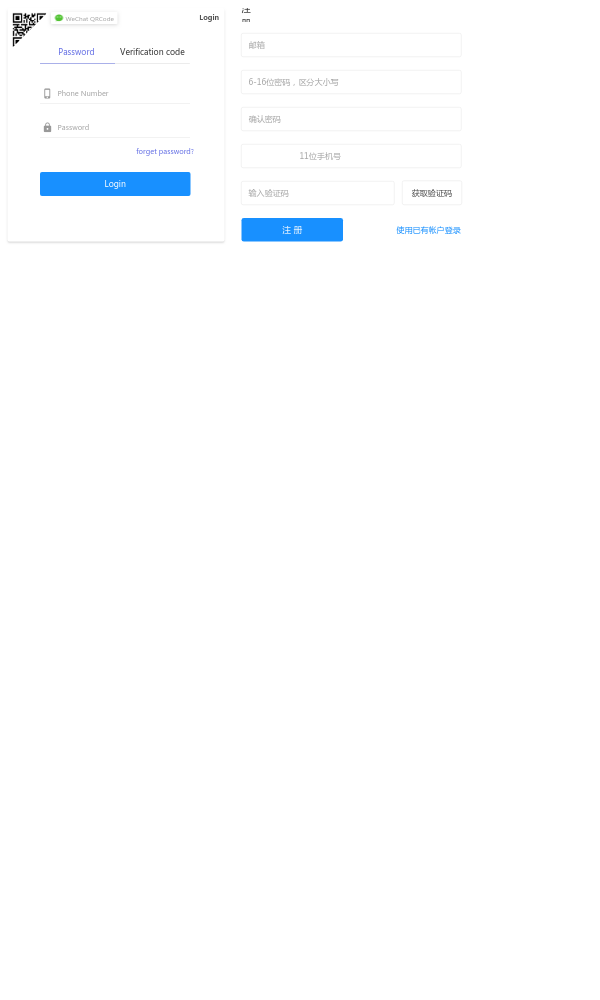 WeChat QRCode
Login
Password
Verification code
Phone Number
Password
forget password?
Login
注
册
邮箱
6-16位密码，区分大小写
确认密码
11位手机号
输入验证码
获取验证码
注 册
使用已有帐户登录